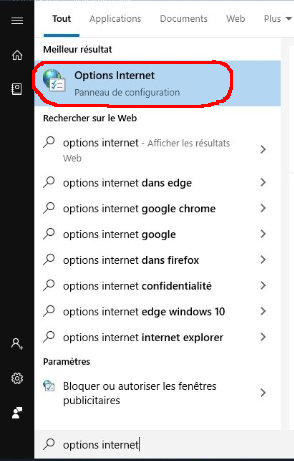 Tout Applications Documents Web Plus
Meilleur résultat
Options Internet
Panneau de configuration
Rechercher sur le Web
options internet - Afficher les résultats
Web
options internet dans edge
options internet google chrome
options internet google
options internet dans firefox
options internet confidentialité
options internet edge windows 10
options internet internet explorer
Paramètres
Bloquer ou autoriser les fenêtres
publicitaires
options internet